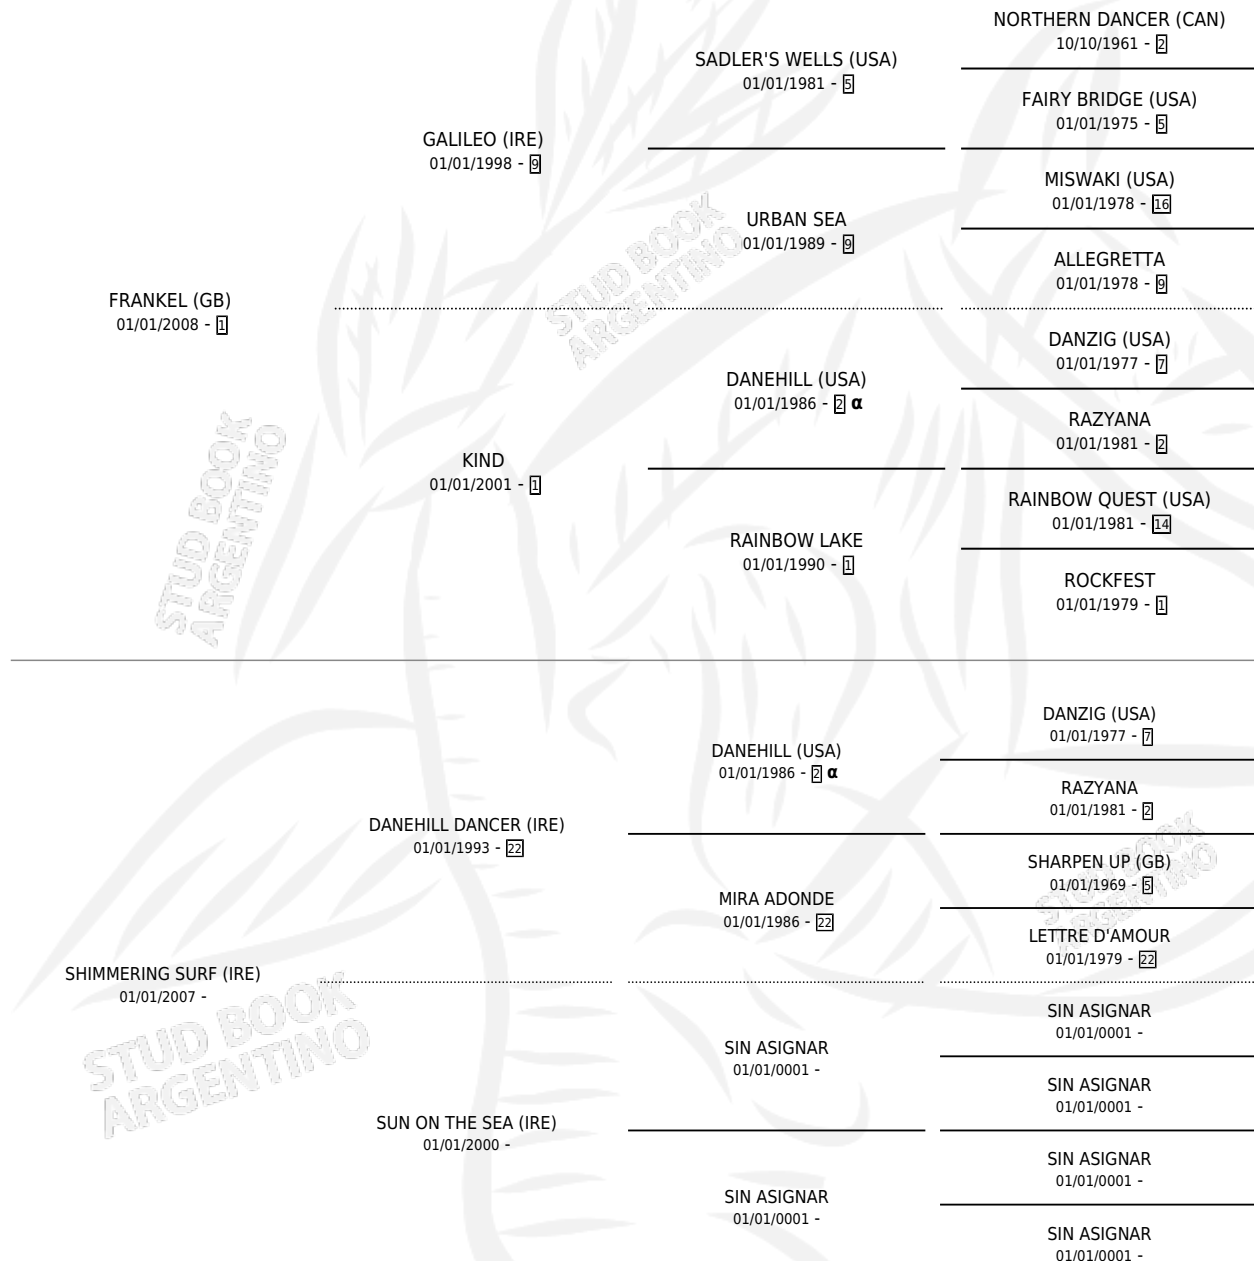 NORTHERN DANCER (CAN)
10/10/1961 - 2
SADLER'S WELLS (USA)
01/01/1981 - 5
FAIRY BRIDGE (USA)
01/01/1975 - 5
GALILEO (IRE)
01/01/1998 - 9
MISWAKI (USA)
01/01/1978 - 16
URBAN SEA
01/01/1989 - 9
ALLEGRETTA
01/01/1978 - 9
FRANKEL (GB)
01/01/2008 - 1
DANZIG (USA)
01/01/1977 - 7
DANEHILL (USA)
01/01/1986 - 2 α
RAZYANA
01/01/1981 - 2
KIND
01/01/2001 - 1
RAINBOW QUEST (USA)
01/01/1981 - 14
RAINBOW LAKE
01/01/1990 - 1
ROCKFEST
01/01/1979 - 1
STUD BOOK
ARGENTINO
STUD BOOK
ARGENTINO
DANZIG (USA)
01/01/1977 - 7
DANEHILL (USA)
01/01/1986 - 2 α
RAZYANA
01/01/1981 - 2
DANEHILL DANCER (IRE)
01/01/1993 - 22
SHARPEN UP (GB)
01/01/1969 - 5
MIRA ADONDE
01/01/1986 - 22
LETTRE D'AMOUR
01/01/1979 - 22
STUD BOOK
ARGENTINO
SHIMMERING SURF (IRE)
01/01/2007 -
SIN ASIGNAR
01/01/0001 -
SIN ASIGNAR
01/01/0001 -
SIN ASIGNAR
01/01/0001 -
SUN ON THE SEA (IRE)
01/01/2000 -
SIN ASIGNAR
01/01/0001 -
SIN ASIGNAR
01/01/0001 -
SIN ASIGNAR
01/01/0001 -
STUD BOOK
ARGENTINO